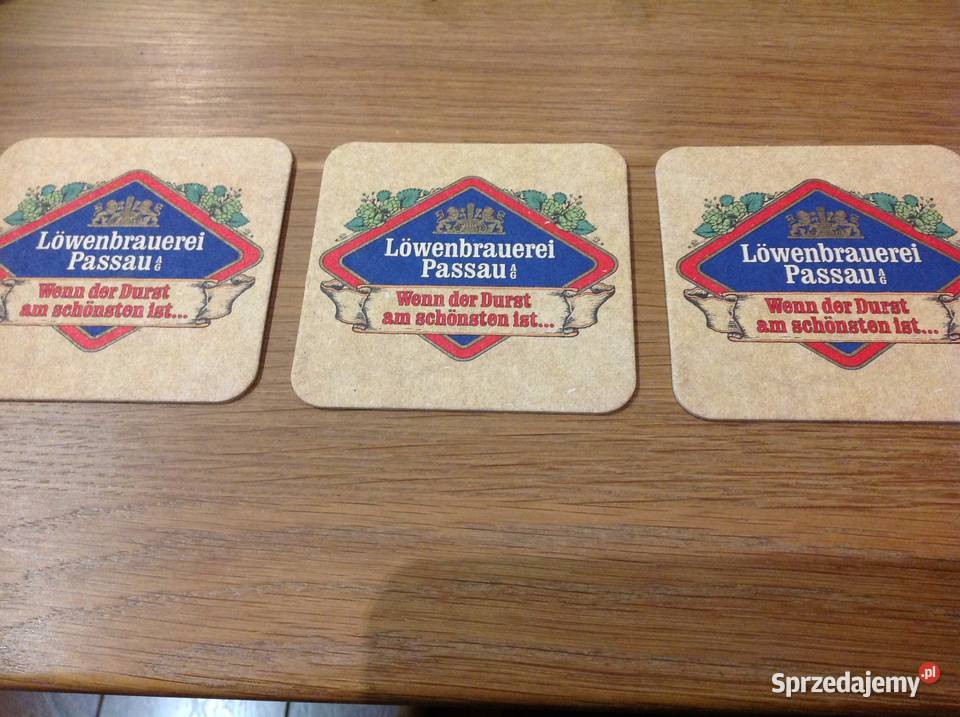 Löwenbrauerei
Passau AG
Wenn der Durst
am schönsten ist...
Löwenbrauerei
Passau AG
Wenn der Durst
am schönsten ist...
Löwenbrauerei
Passau AG
Wenn der Durst
am schönsten ist...
Sprzedajemy.pl